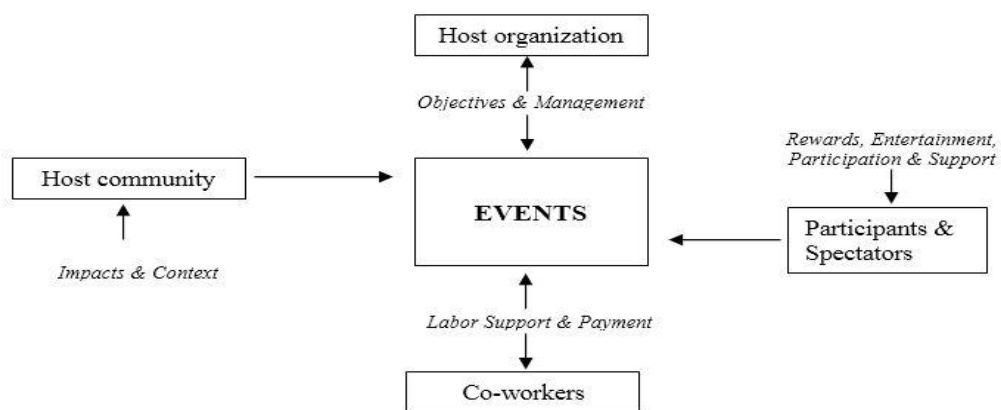 Host organization
Objectives & Management
Rewards, Entertainment,
Participation & Support
Host community
EVENTS
Participants &
Spectators
Impacts & Context
Labor Support & Payment
Co-workers